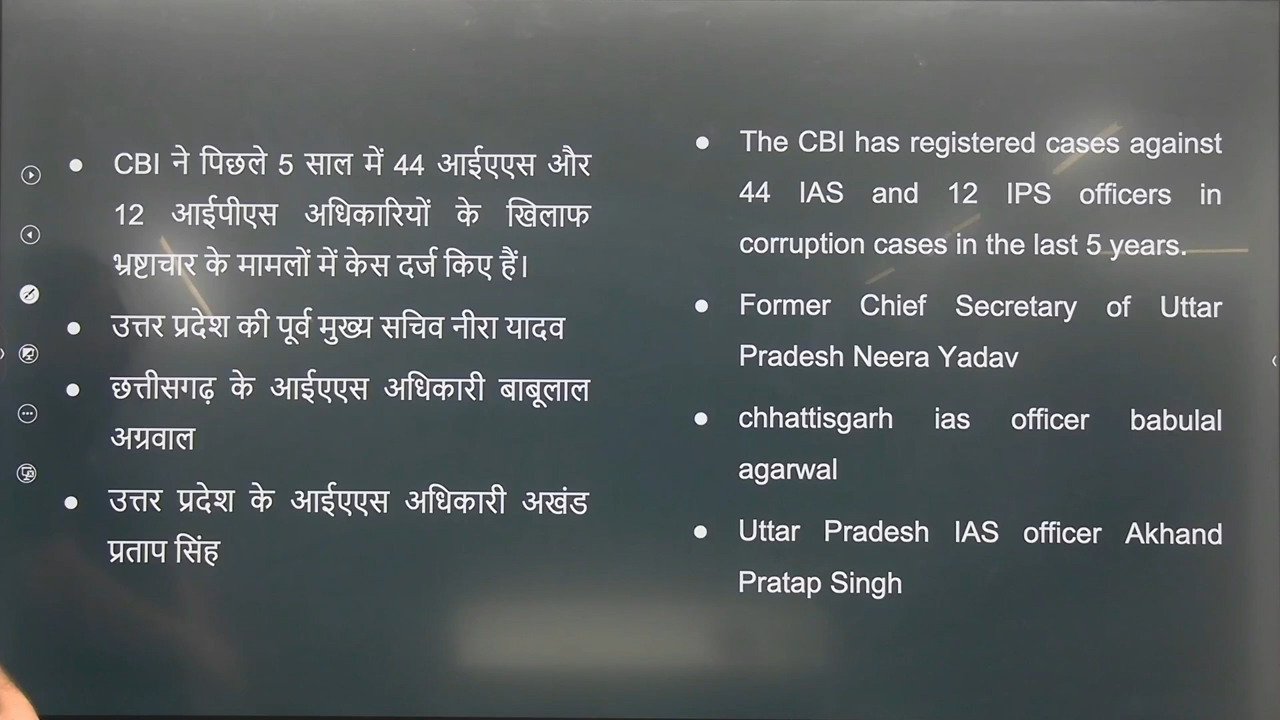 ● CBI ने पिछले 5 साल में 44 आईएएस और
12 आईपीएस अधिकारियों के खिलाफ
भ्रष्टाचार के मामलों में केस दर्ज किए हैं।
● उत्तर प्रदेश की पूर्व मुख्य सचिव नीरा यादव
● छत्तीसगढ़ के आईएएस अधिकारी बाबूलाल
अग्रवाल
● उत्तर प्रदेश के आईएएस अधिकारी अखंड
प्रताप सिंह
● The CBI has registered cases against
44 IAS and 12 IPS officers in
corruption cases in the last 5 years.
● Former Chief Secretary of Uttar
Pradesh Neera Yadav
● chhattisgarh ias officer babulal
agarwal
● Uttar Pradesh IAS officer Akhand
Pratap Singh